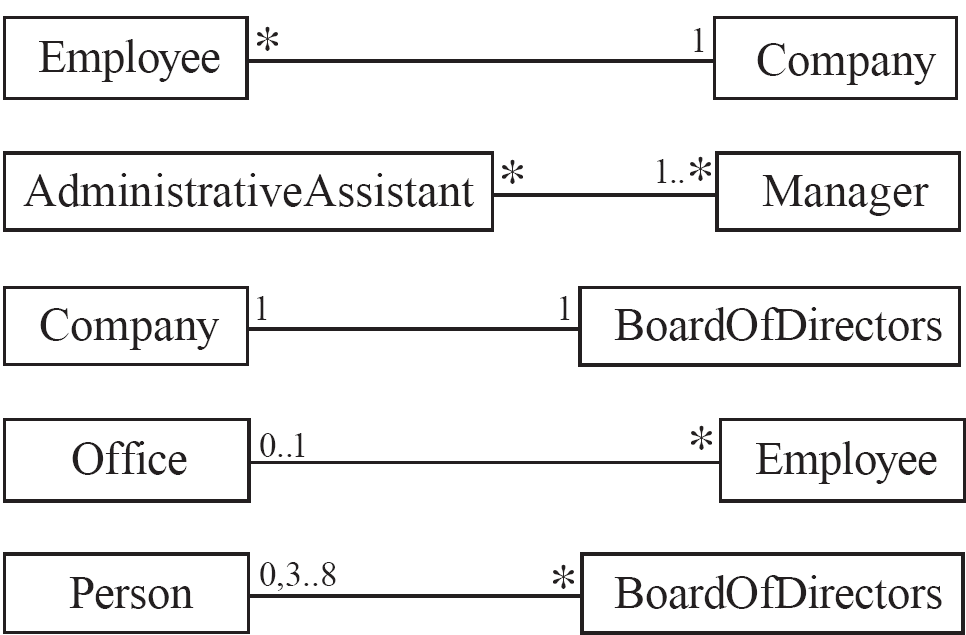 Employee * 1 Company
AdministrativeAssistant * 1..* Manager
Company 1 1 BoardOfDirectors
Office 0..1 * Employee
Person 0,3..8 * BoardOfDirectors